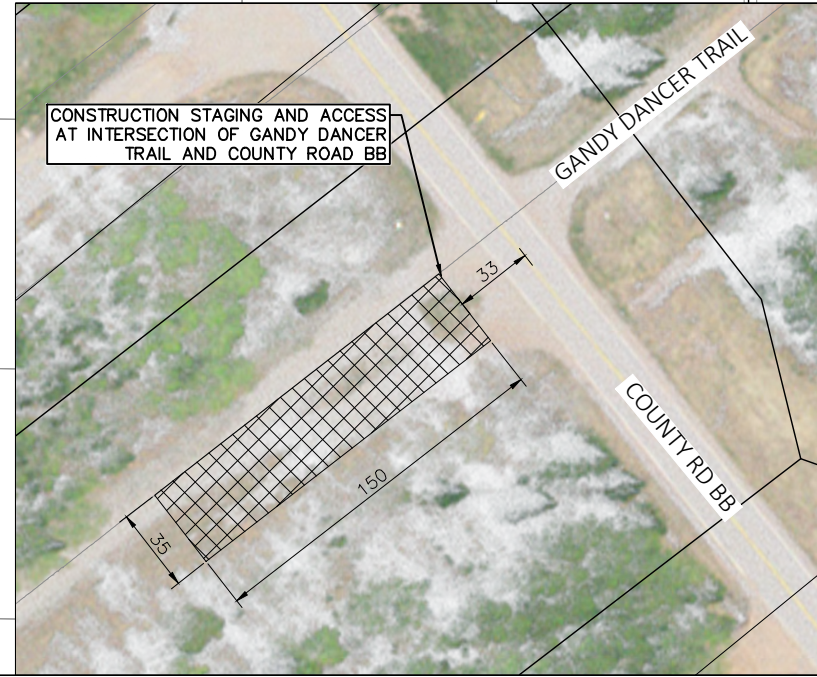 CONSTRUCTION STAGING AND ACCESS
AT INTERSECTION OF GANDY DANCER
TRAIL AND COUNTY ROAD BB
GANDY DANCER TRAIL
33
COUNTY RD BB
150
35